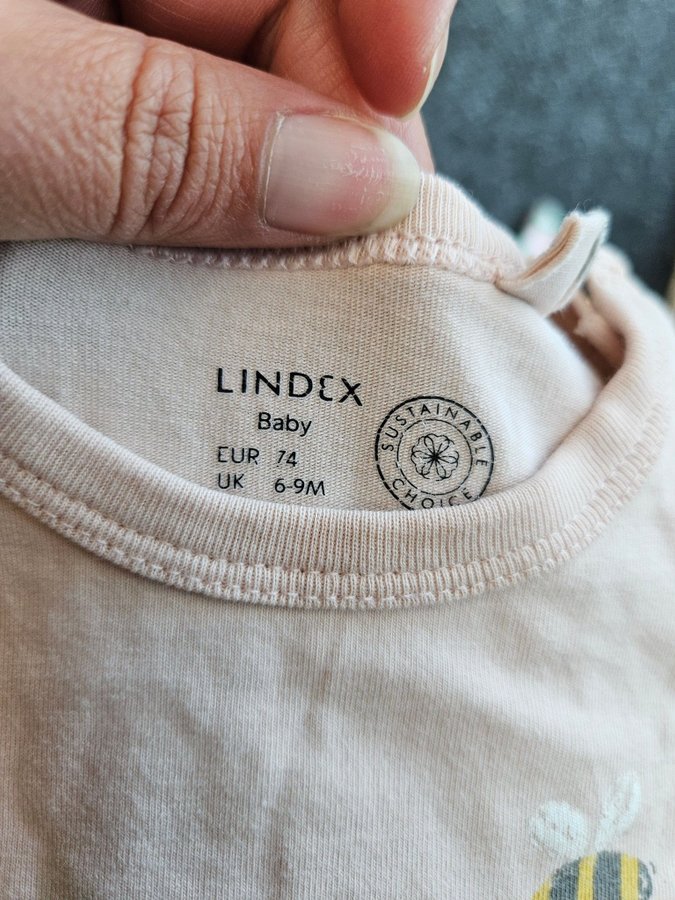 LINDEX
Baby
EUR 74
UK 6-9M
SUSTAINABLE
CHOICE